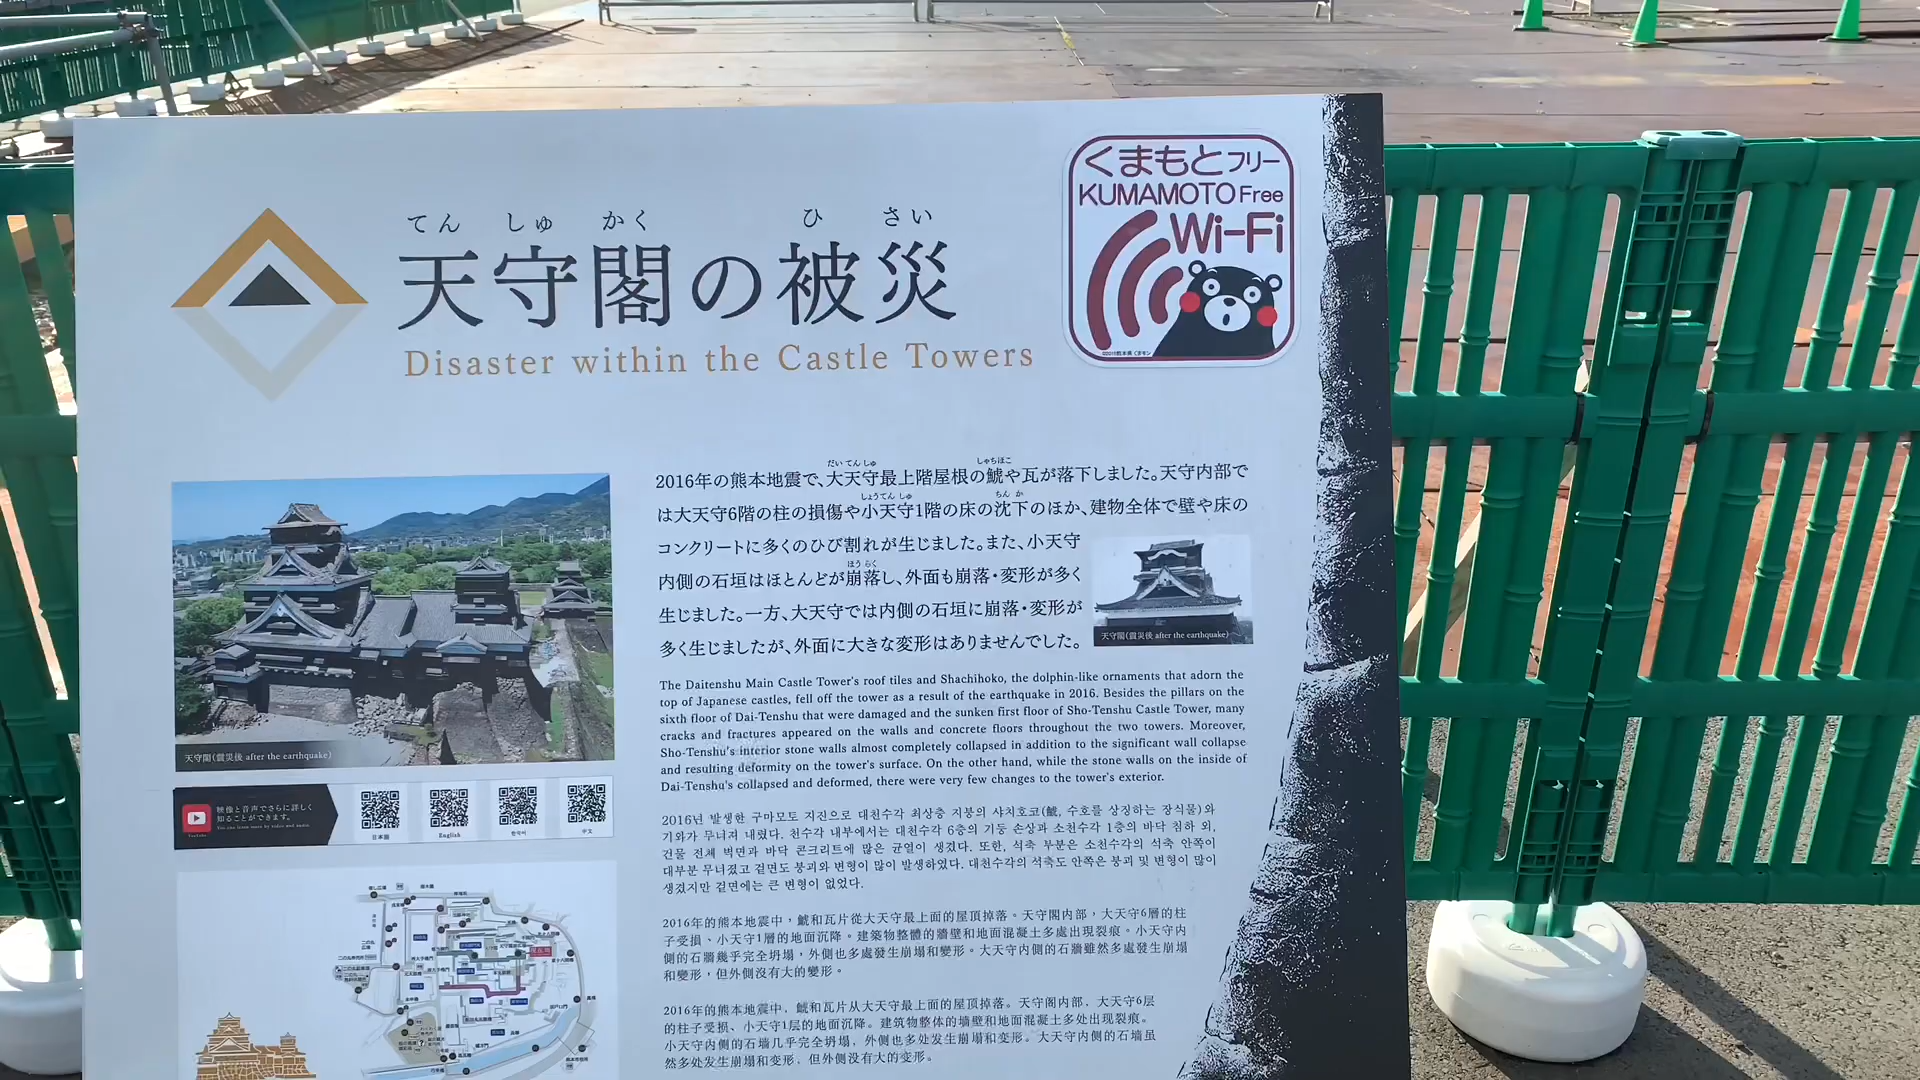 くまもとフリー
KUMAMOTO Free
Wi-Fi
てん しゅ かく ひ さい
天守閣の被災
Disaster within the Castle Towers
だい てん しゅ しゃちほこ
2016年の熊本地震で、大天守最上階屋根の鯱や瓦が落下しました。天守内部で
しょうてん しゅ ちん か
は大天守6階の柱の損傷や小天守1階の床の沈下のほか、建物全体で壁や床の
コンクリートに多くのひび割れが生じました。また、小天守
ほう らく
内側の石垣はほとんどが崩落し、外面も崩落・変形が多く
生じました。一方、大天守では内側の石垣に崩落・変形が
多く生じましたが、外面に大きな変形はありませんでした。
天守閣(震災後 after the earthquake)
The Daitenshu Main Castle Tower's roof tiles and Shachihoko, the dolphin-like ornaments that adorn the
top of Japanese castles, fell off the tower as a result of the earthquake in 2016. Besides the pillars on the
sixth floor of Dai-Tenshu that were damaged and the sunken first floor of Sho-Tenshu Castle Tower, many
cracks and fractures appeared on the walls and concrete floors throughout the two towers. Moreover,
Sho-Tenshu's interior stone walls almost completely collapsed in addition to the significant wall collapse
and resulting deformity on the tower's surface. On the other hand, while the stone walls on the inside of
Dai-Tenshu's collapsed and deformed, there were very few changes to the tower's exterior.
天守閣(震災後 after the earthquake)
YouTube
映像と音声でさらに詳しく
知ることができます。
You can learn more by video and audio.
日本語
English
한국어
中文
2016년 발생한 구마모토 지진으로 대천수각 최상층 지붕의 샤치호코(鯱, 수호를 상징하는 장식물)와
기와가 무너져 내렸다. 천수각 내부에서는 대천수각 6층의 기둥 손상과 소천수각 1층의 바닥 침하 외,
건물 전체 벽면과 바닥 콘크리트에 많은 균열이 생겼다. 또한, 석축 부분은 소천수각의 석축 안쪽이
대부분 무너졌고 겉면도 붕괴와 변형이 많이 발생하였다. 대천수각의 석축도 안쪽은 붕괴 및 변형이 많이
생겼지만 겉면에는 큰 변형이 없었다.
2016年的熊本地震中，鯱和瓦片從大天守最上面的屋頂掉落。天守閣内部，大天守6層的柱
子受損、小天守1層的地面沉降。建築物整體的牆壁和地面混凝土多處出現裂痕。小天守内
側的石牆幾乎完全坍塌，外側也多處發生崩塌和變形。大天守内側的石牆雖然多處發生崩塌
和變形，但外側沒有大的變形。
2016年的熊本地震中，鯱和瓦片从大天守最上面的屋顶掉落。天守阁内部，大天守6层
的柱子受损、小天守1层的地面沉降。建筑物整体的墙壁和地面混凝土多处出现裂痕。
小天守内侧的石墙几乎完全坍塌，外侧也多处发生崩塌和变形。大天守内侧的石墙虽
然多处发生崩塌和变形，但外侧没有大的变形。